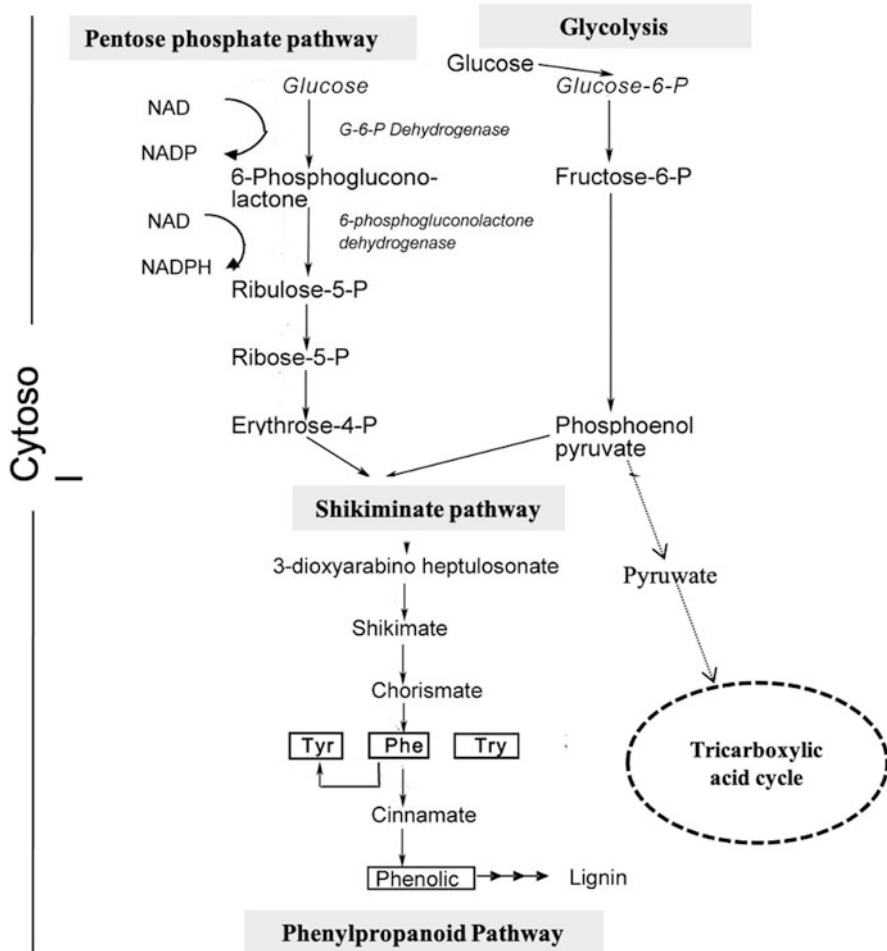 Pentose phosphate pathway
Glycolysis
Glucose
Glucose
Glucose-6-P
NAD
G-6-P Dehydrogenase
NADP
6-Phosphoglucono-
lactone
Fructose-6-P
NAD
6-phosphogluconolactone
dehydrogenase
NADPH
Ribulose-5-P
Ribose-5-P
Erythrose-4-P
Phosphoenol
pyruvate
Cytoso
l
Shikiminate pathway
3-dioxyarabino heptulosonate
Pyruwate
Shikimate
Chorismate
Tyr
Phe
Try
Tricarboxylic
acid cycle
Cinnamate
Phenolic
Lignin
Phenylpropanoid Pathway